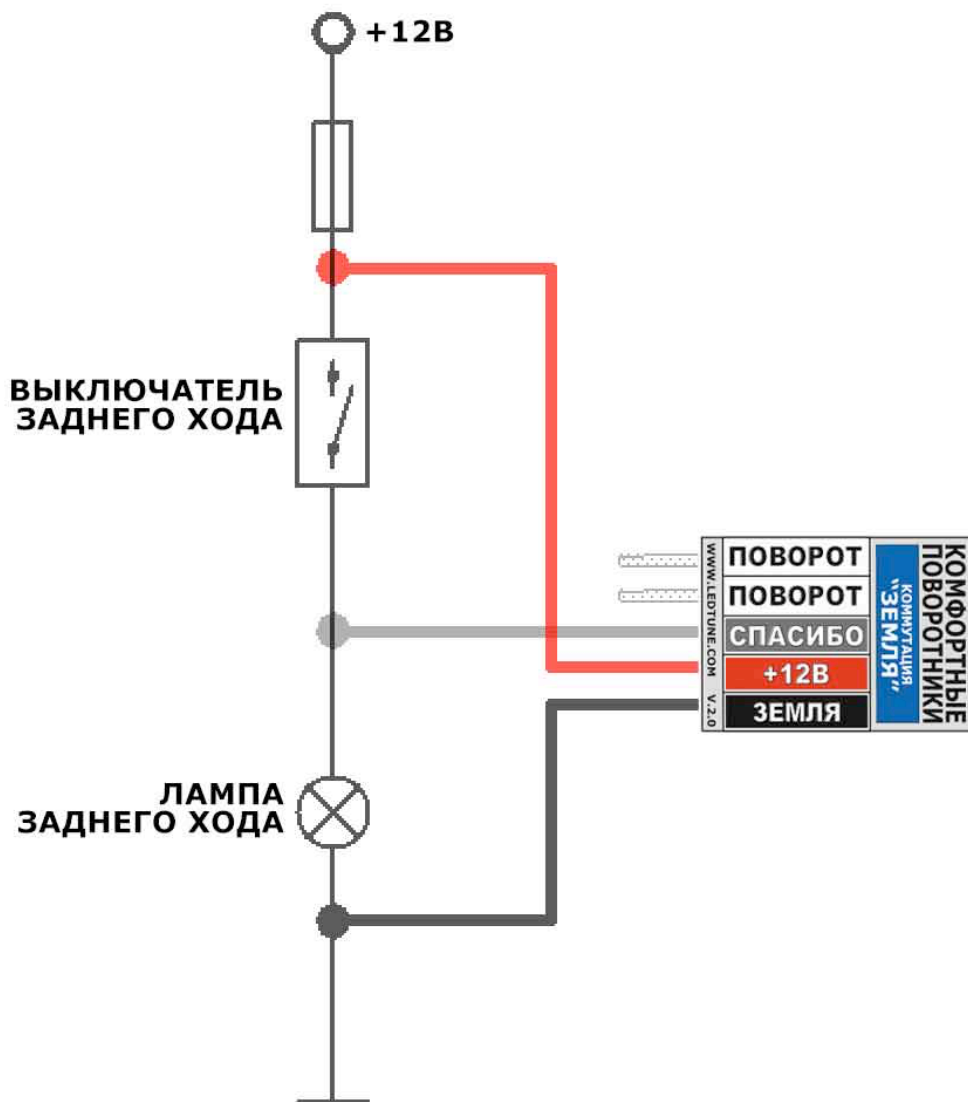 +12В
ВЫКЛЮЧАТЕЛЬ
ЗАДНЕГО ХОДА
ПОВОРОТ
ПОВОРОТ
СПАСИБО
+12В
ЗЕМЛЯ
WWW.LEDTUNE.COM V.2.0
КОММУТАЦИЯ
"ЗЕМЛЯ"
КОМФОРТНЫЕ
ПОВОРОТНИКИ
ЛАМПА
ЗАДНЕГО ХОДА